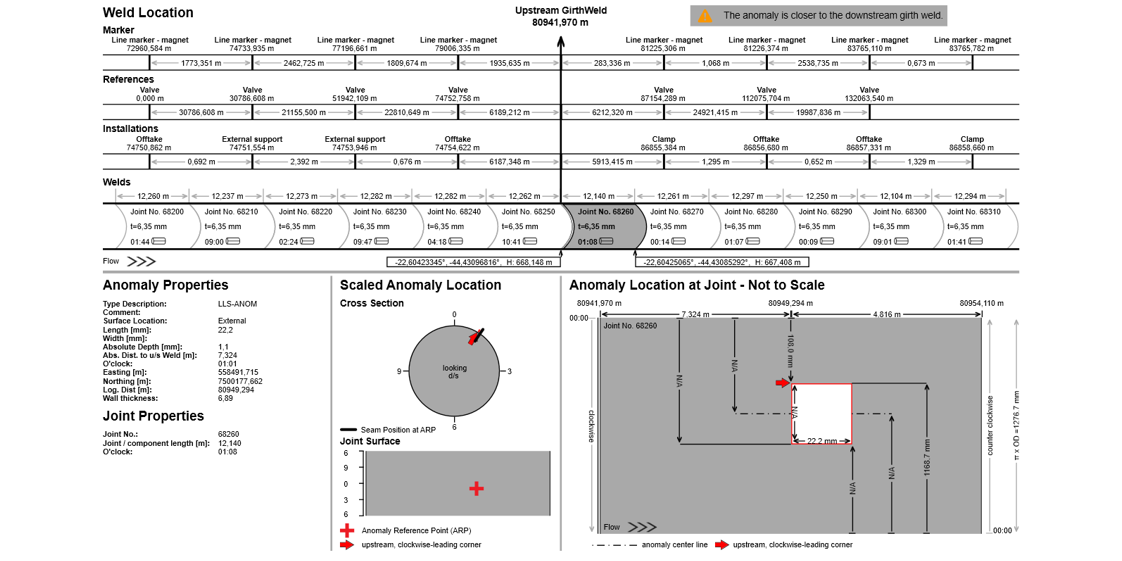 Weld Location
Upstream GirthWeld
80941,970 m
The anomaly is closer to the downstream girth weld.
Marker
Line marker - magnet Line marker - magnet Line marker - magnet Line marker - magnet Line marker - magnet Line marker - magnet Line marker - magnet Line marker - magnet
72960,584 m 74733,935 m 77196,661 m 79006,335 m 81225,306 m 81226,374 m 83765,110 m 83765,782 m
1773,351 m 2462,725 m 1809,674 m 1935,635 m 283,336 m 1,068 m 2538,735 m 0,673 m
References
Valve Valve Valve Valve Valve Valve Valve
0,000 m 30786,608 m 51942,109 m 74752,758 m 87154,289 m 112075,704 m 132063,540 m
30786,608 m 21155,500 m 22810,649 m 6189,212 m 6212,320 m 24921,415 m 19987,836 m
Installations
Offtake External support External support Offtake Clamp Offtake Offtake Clamp
74750,862 m 74751,554 m 74753,946 m 74754,622 m 86855,384 m 86856,680 m 86857,331 m 86858,660 m
0,692 m 2,392 m 0,676 m 6187,348 m 5913,415 m 1,295 m 0,652 m 1,329 m
Welds
12,260 m 12,237 m 12,273 m 12,282 m 12,282 m 12,262 m 12,140 m 12,261 m 12,297 m 12,250 m 12,104 m 12,294 m
Joint No. 68200 Joint No. 68210 Joint No. 68220 Joint No. 68230 Joint No. 68240 Joint No. 68250 Joint No. 68260 Joint No. 68270 Joint No. 68280 Joint No. 68290 Joint No. 68300 Joint No. 68310
t=6,35 mm t=6,35 mm t=6,35 mm t=6,35 mm t=6,35 mm t=6,35 mm t=6,35 mm t=6,35 mm t=6,35 mm t=6,35 mm t=6,35 mm t=6,35 mm
01:44 09:00 02:24 09:47 04:18 10:41 01:08 00:14 01:07 00:09 09:01 01:41
Flow
-22,60423345°, -44,43096816°, H: 668,148 m
-22,60425065°, -44,43085292°, H: 667,408 m
Anomaly Properties
Type Description: LLS-ANOM
Comment:
Surface Location: External
Length [mm]: 22,2
Width [mm]:
Absolute Depth [mm]: 1,1
Abs. Dist. to u/s Weld [m]: 7,324
O'clock: 01:01
Easting [m]: 558491,715
Northing [m]: 7500177,662
Log. Dist [m]: 80949,294
Wall thickness: 6,89
Joint Properties
Joint No.: 68260
Joint / component length [m]: 12,140
O'clock: 01:08
Scaled Anomaly Location
Cross Section
0
looking
d/s
9
3
6
Seam Position at ARP
Joint Surface
6
9
0
3
6
Anomaly Reference Point (ARP)
upstream, clockwise-leading corner
Anomaly Location at Joint - Not to Scale
80941,970 m 80949,294 m 80954,110 m
7.324 m 4.816 m
00:00
Joint No. 68260
108.0 mm
N/A
N/A
N/A
22.2 mm
N/A
N/A
1168.7 mm
clockwise
counter clockwise
π x OD =1276.7 mm
Flow
00:00
anomaly center line
upstream, clockwise-leading corner